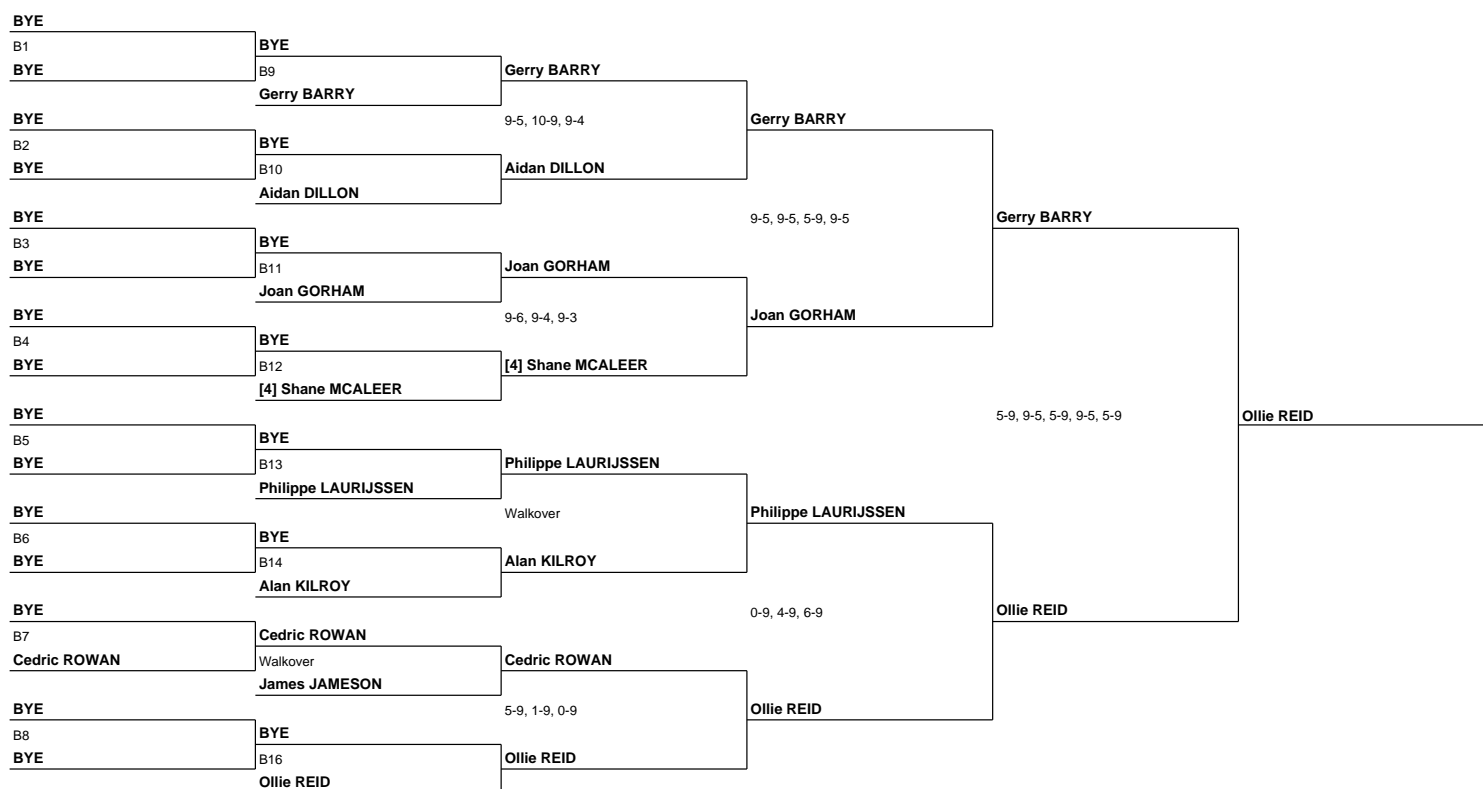 BYE
B1
BYE
BYE
B2
BYE
BYE
B3
BYE
BYE
B4
BYE
BYE
B5
BYE
BYE
B6
BYE
BYE
B7
Cedric ROWAN
BYE
B8
BYE
BYE
B9
Gerry BARRY
BYE
B10
Aidan DILLON
BYE
B11
Joan GORHAM
BYE
B12
[4] Shane MCALEER
BYE
B13
Philippe LAURIJSSEN
BYE
B14
Alan KILROY
Cedric ROWAN
Walkover
James JAMESON
BYE
B16
Ollie REID
Gerry BARRY
9-5, 10-9, 9-4
Aidan DILLON
Joan GORHAM
9-6, 9-4, 9-3
[4] Shane MCALEER
Philippe LAURIJSSEN
Walkover
Alan KILROY
Cedric ROWAN
5-9, 1-9, 0-9
Ollie REID
Gerry BARRY
9-5, 9-5, 5-9, 9-5
Joan GORHAM
Philippe LAURIJSSEN
0-9, 4-9, 6-9
Ollie REID
Gerry BARRY
5-9, 9-5, 5-9, 9-5, 5-9
Ollie REID
Ollie REID